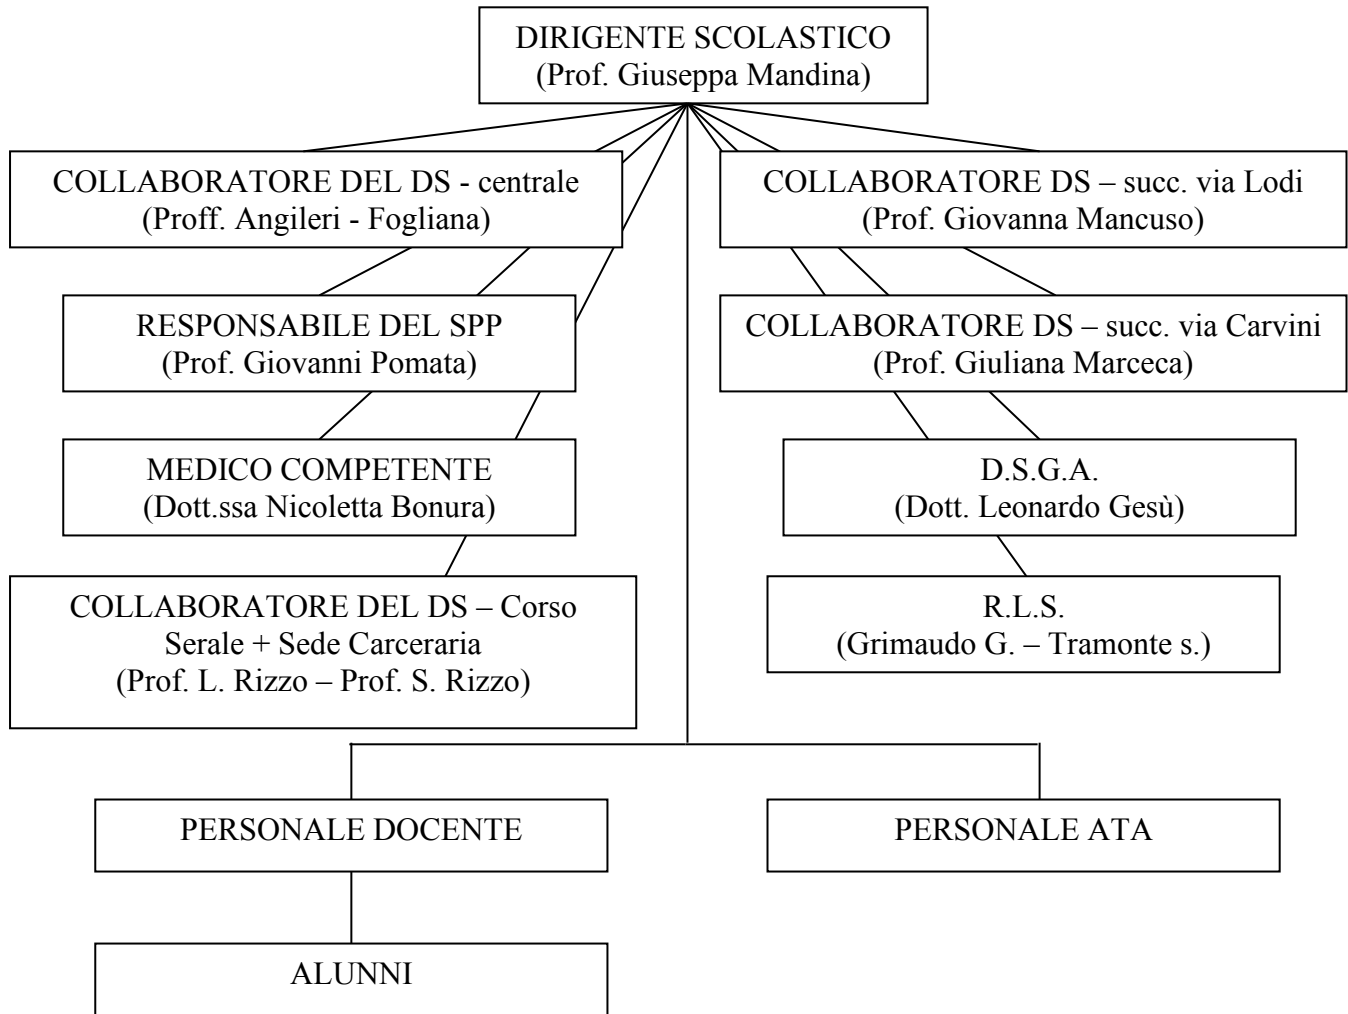 DIRIGENTE SCOLASTICO
(Prof. Giuseppa Mandina)
COLLABORATORE DEL DS - centrale
(Proff. Angileri - Fogliana)
COLLABORATORE DS – succ. via Lodi
(Prof. Giovanna Mancuso)
RESPONSABILE DEL SPP
(Prof. Giovanni Pomata)
COLLABORATORE DS – succ. via Carvini
(Prof. Giuliana Marceca)
MEDICO COMPETENTE
(Dott.ssa Nicoletta Bonura)
D.S.G.A.
(Dott. Leonardo Gesù)
COLLABORATORE DEL DS – Corso
Serale + Sede Carceraria
(Prof. L. Rizzo – Prof. S. Rizzo)
R.L.S.
(Grimaudo G. – Tramonte s.)
PERSONALE DOCENTE
PERSONALE ATA
ALUNNI